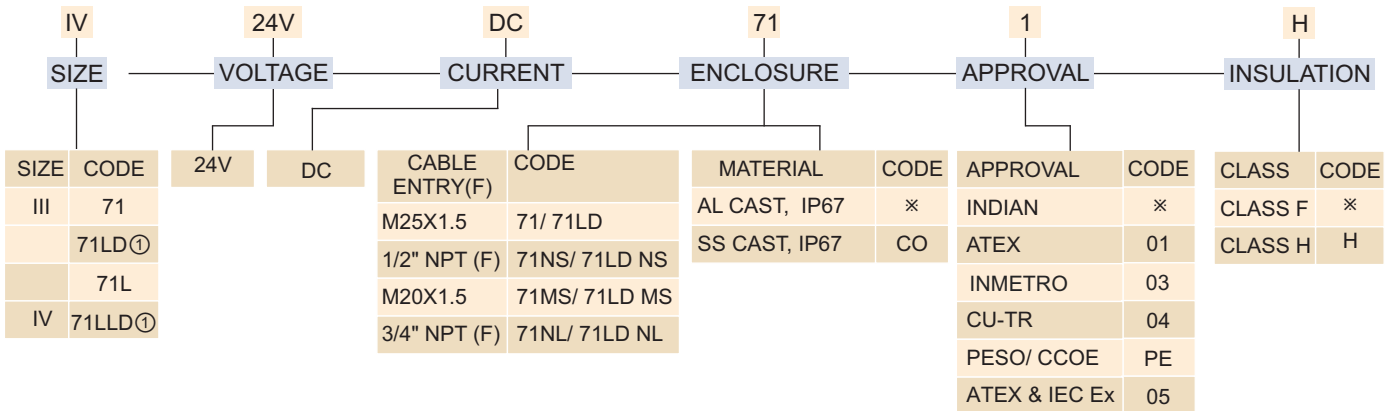 IV 24V DC 71 1 H
SIZE VOLTAGE CURRENT ENCLOSURE APPROVAL INSULATION
SIZE CODE
III 71
71LD①
71L
IV 71LLD①
24V
DC
CABLE ENTRY(F) CODE
M25X1.5 71/ 71LD
1/2" NPT (F) 71NS/ 71LD NS
M20X1.5 71MS/ 71LD MS
3/4" NPT (F) 71NL/ 71LD NL
MATERIAL CODE
AL CAST, IP67 ※
SS CAST, IP67 CO
APPROVAL CODE
INDIAN ※
ATEX 01
INMETRO 03
CU-TR 04
PESO/ CCOE PE
ATEX & IEC Ex 05
CLASS CODE
CLASS F ※
CLASS H H